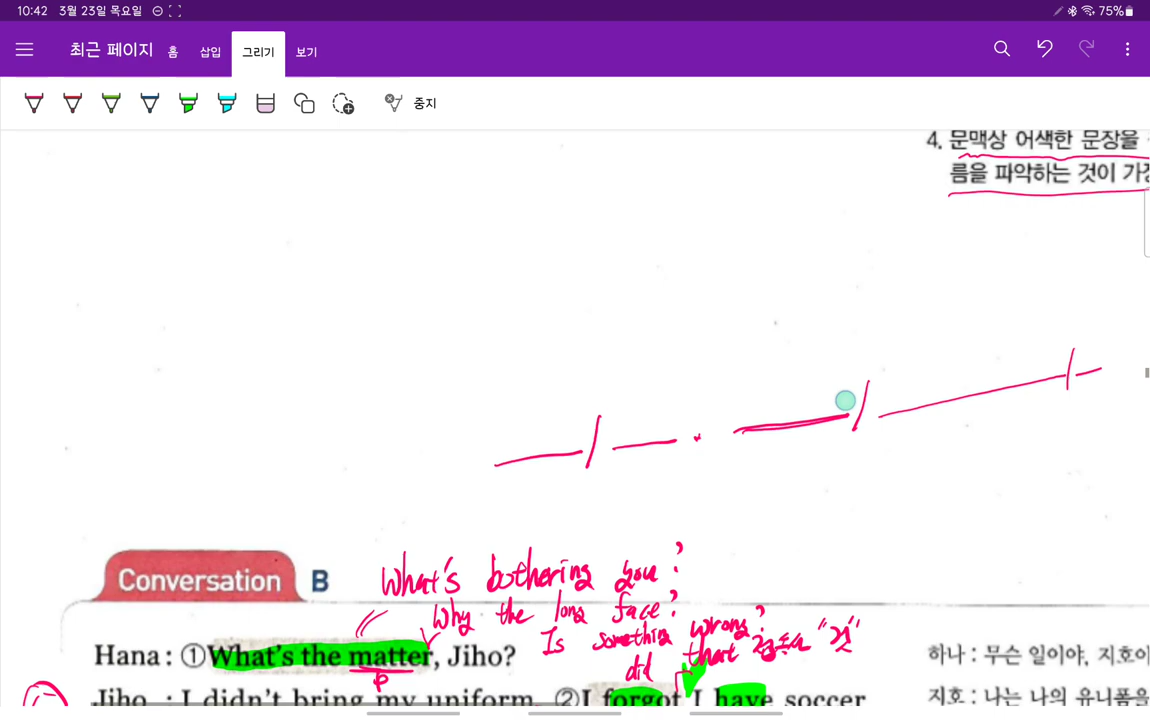 10:42 3월 23일 목요일 75%
최근 페이지 홈 삽입 그리기 보기
중지
4. 문맥상 어색한 문장을
름을 파악하는 것이 가장
Conversation B
What's bothering you?
Why the long face?
Is something wrong?
did that 접속사 "것"
Hana : ①What's the matter, Jiho?
하나 : 무슨 일이야, 지호야
P
Jiho : I didn't bring my uniform. ②I forgot I have soccer
지호 : 나는 나의 유니폼을